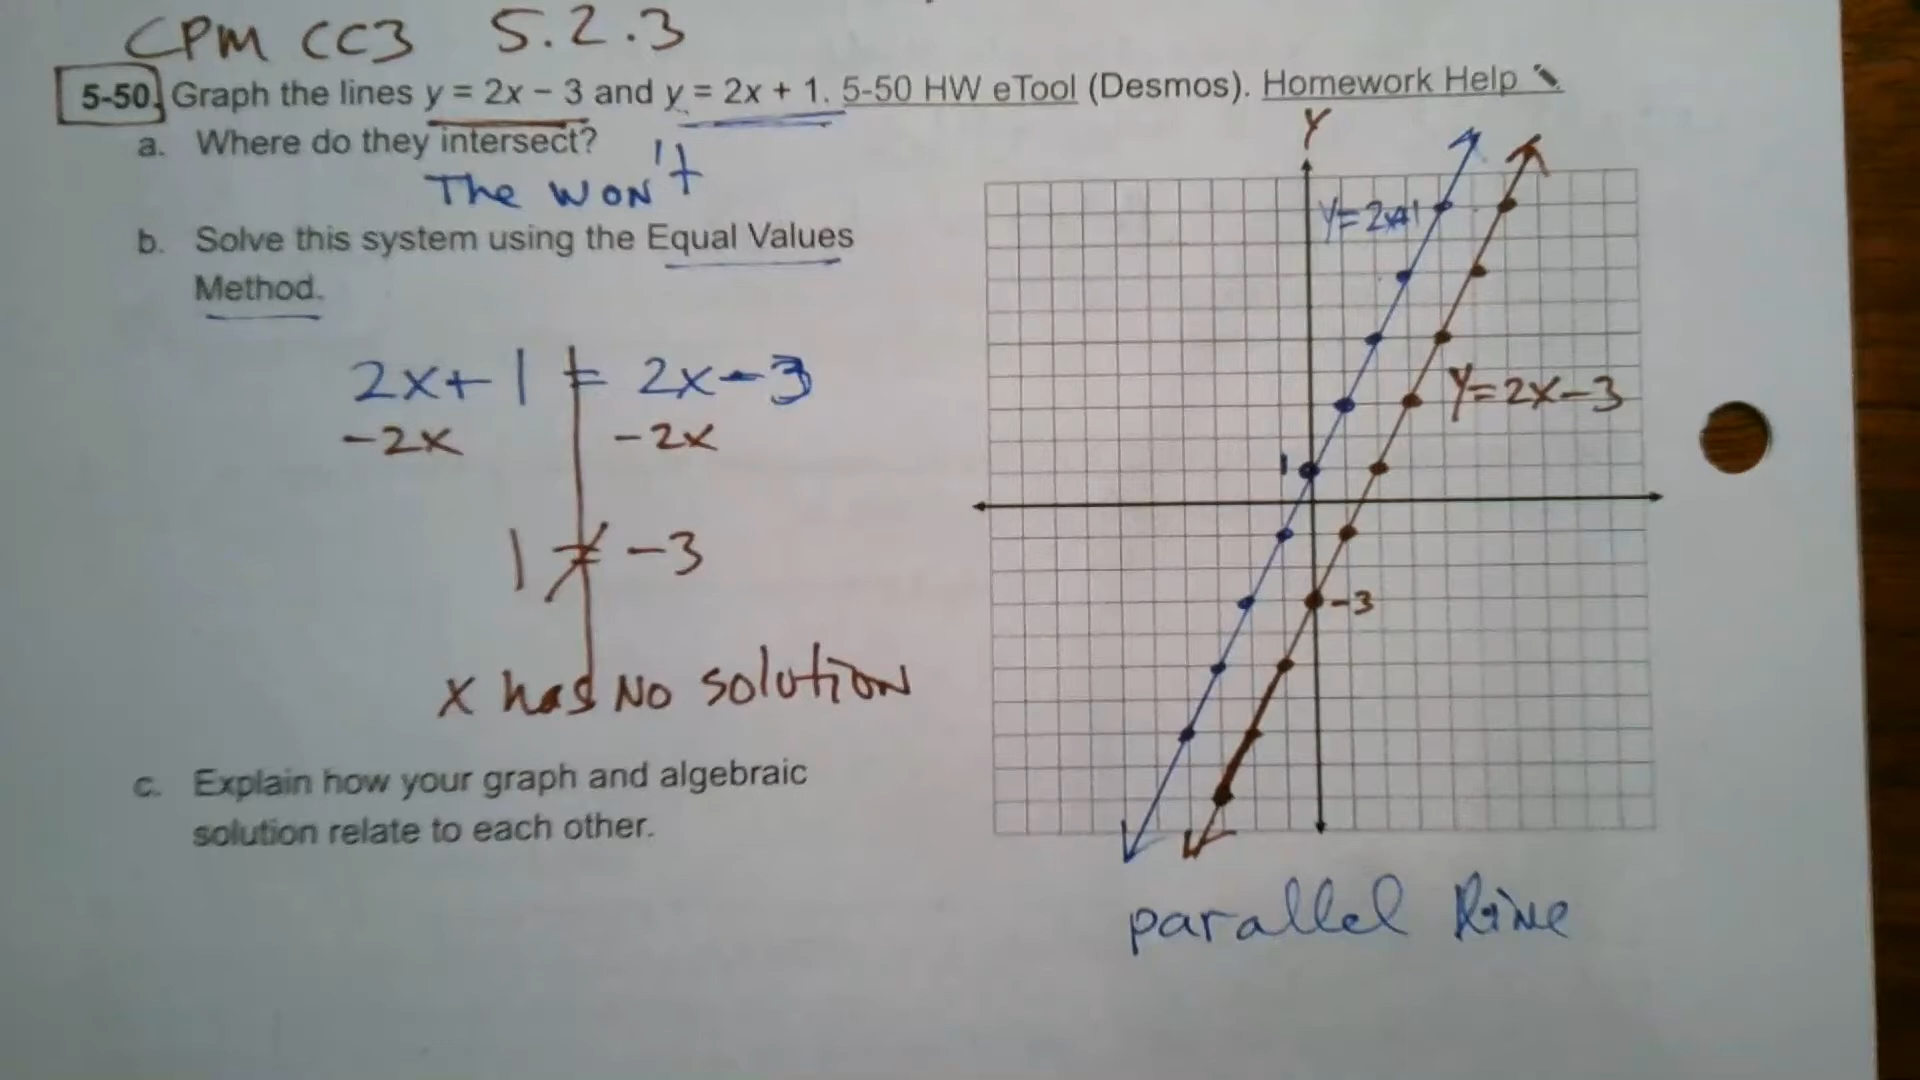 CPM CC3 5.2.3
5-50. Graph the lines y = 2x − 3 and y = 2x + 1. 5-50 HW eTool (Desmos). Homework Help ✎
a. Where do they intersect?
The won't
b. Solve this system using the Equal Values
Method.
2x+1 = 2x-3
-2x -2x
1 ≠ -3
x has No solution
c. Explain how your graph and algebraic
solution relate to each other.
Y
Y=2x+1
Y=2x-3
1
-3
parallel line